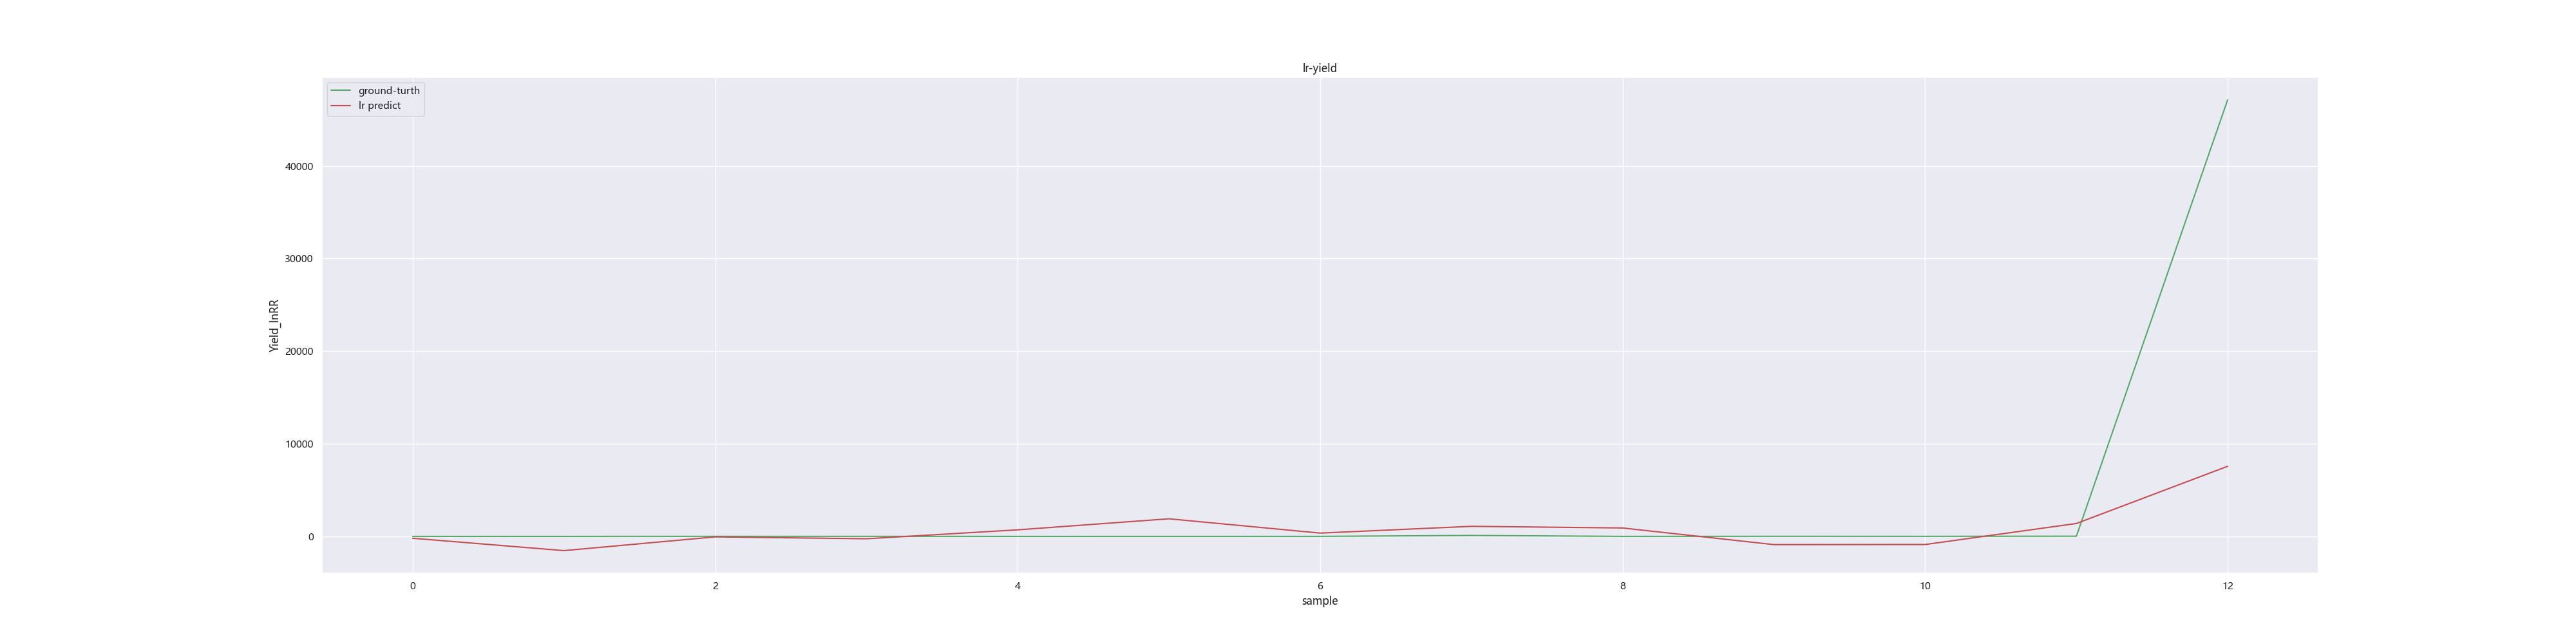 lr-yield
ground-turth
lr predict
40000
30000
20000
10000
0
Yield_lnRR
0 2 4 6 8 10 12
sample